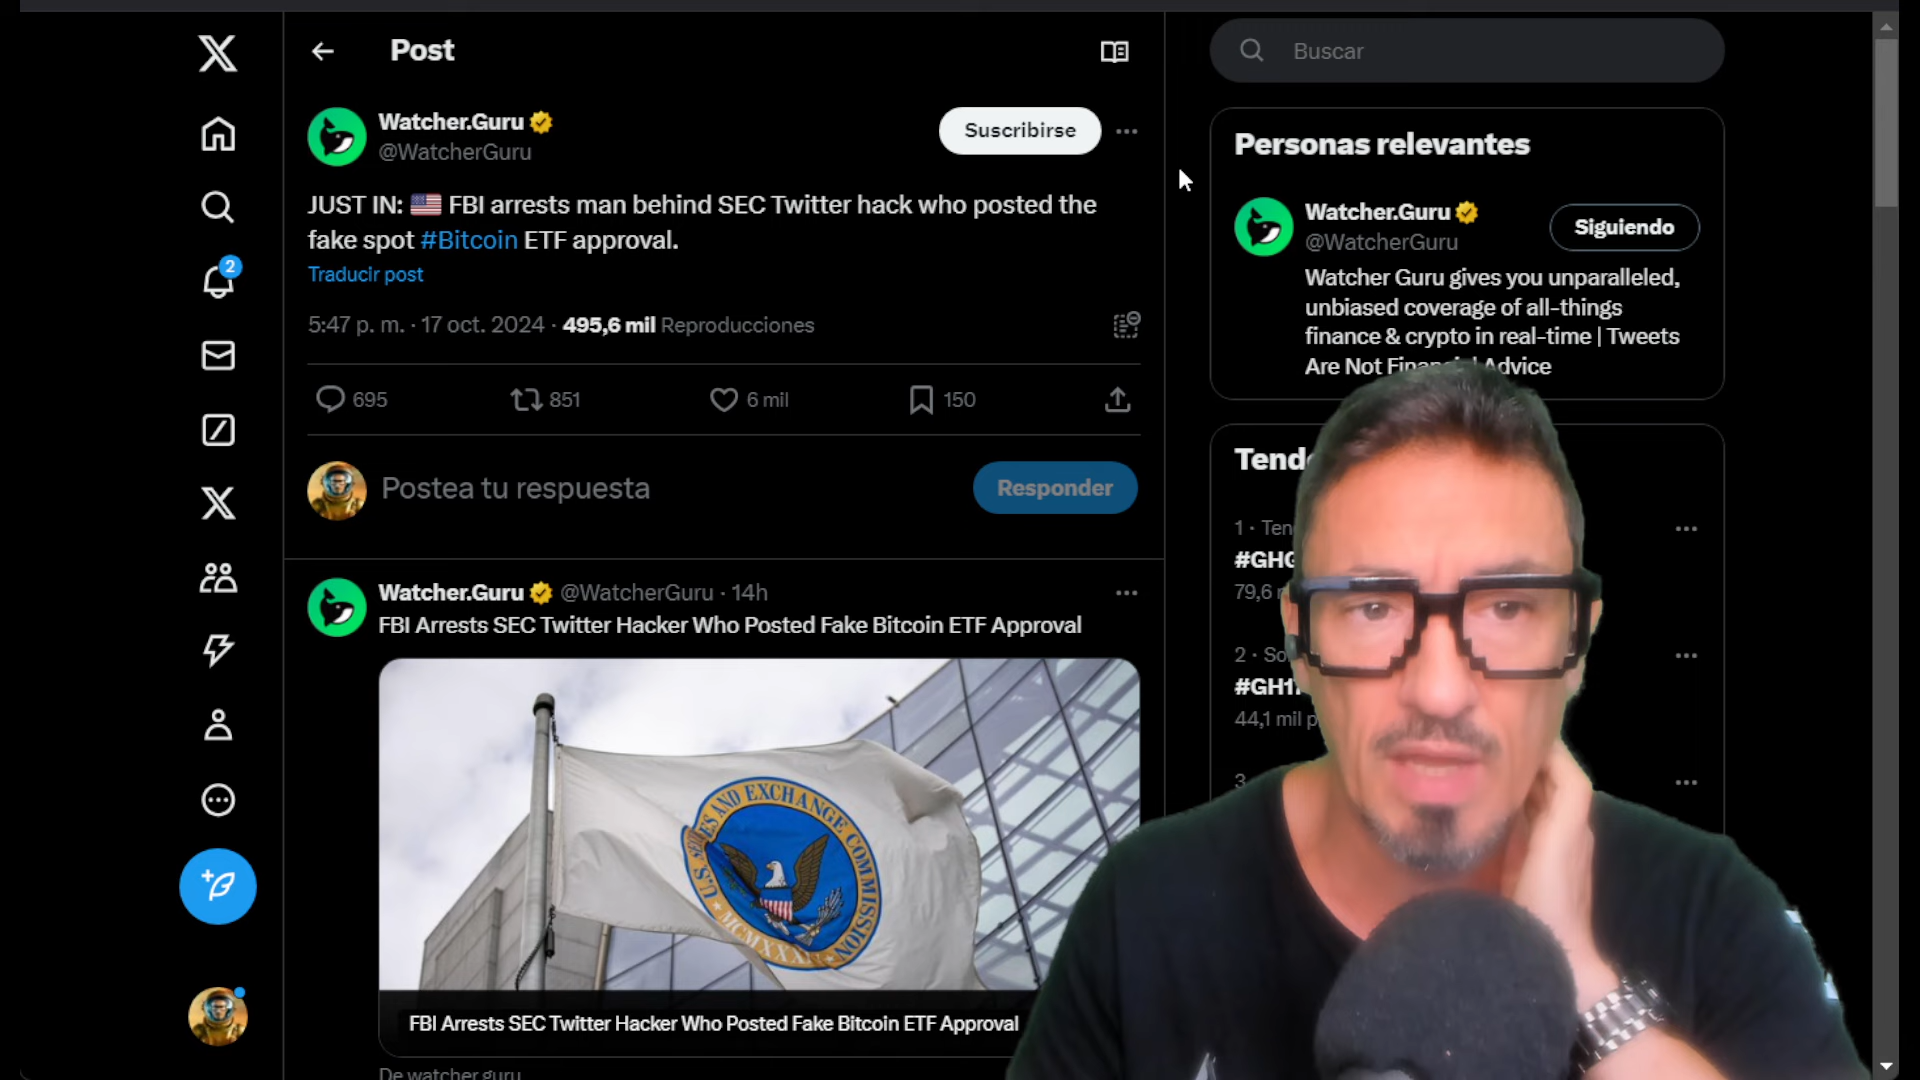 Post
Watcher.Guru
@WatcherGuru
Suscribirse
JUST IN: 🇺🇸 FBI arrests man behind SEC Twitter hack who posted the
fake spot #Bitcoin ETF approval.
Traducir post
5:47 p. m. · 17 oct. 2024 · 495,6 mil Reproducciones
695 851 6 mil 150
Postea tu respuesta
Responder
Watcher.Guru @WatcherGuru · 14h
FBI Arrests SEC Twitter Hacker Who Posted Fake Bitcoin ETF Approval
U.S. SECURITIES AND EXCHANGE COMMISSION
FBI Arrests SEC Twitter Hacker Who Posted Fake Bitcoin ETF Approval
De watcher.guru
2
Buscar
Personas relevantes
Watcher.Guru
@WatcherGuru
Siguiendo
Watcher Guru gives you unparalleled,
unbiased coverage of all-things
finance & crypto in real-time | Tweets
Are Not Financial Advice
1 ·
79,6
2 ·
44,1 mil
3